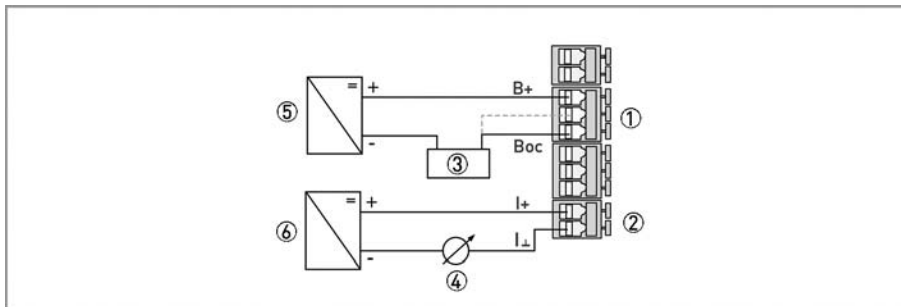 = +
B+
⑤
①
-
Boc
③
= +
I+
⑥
②
-
I⊥
④